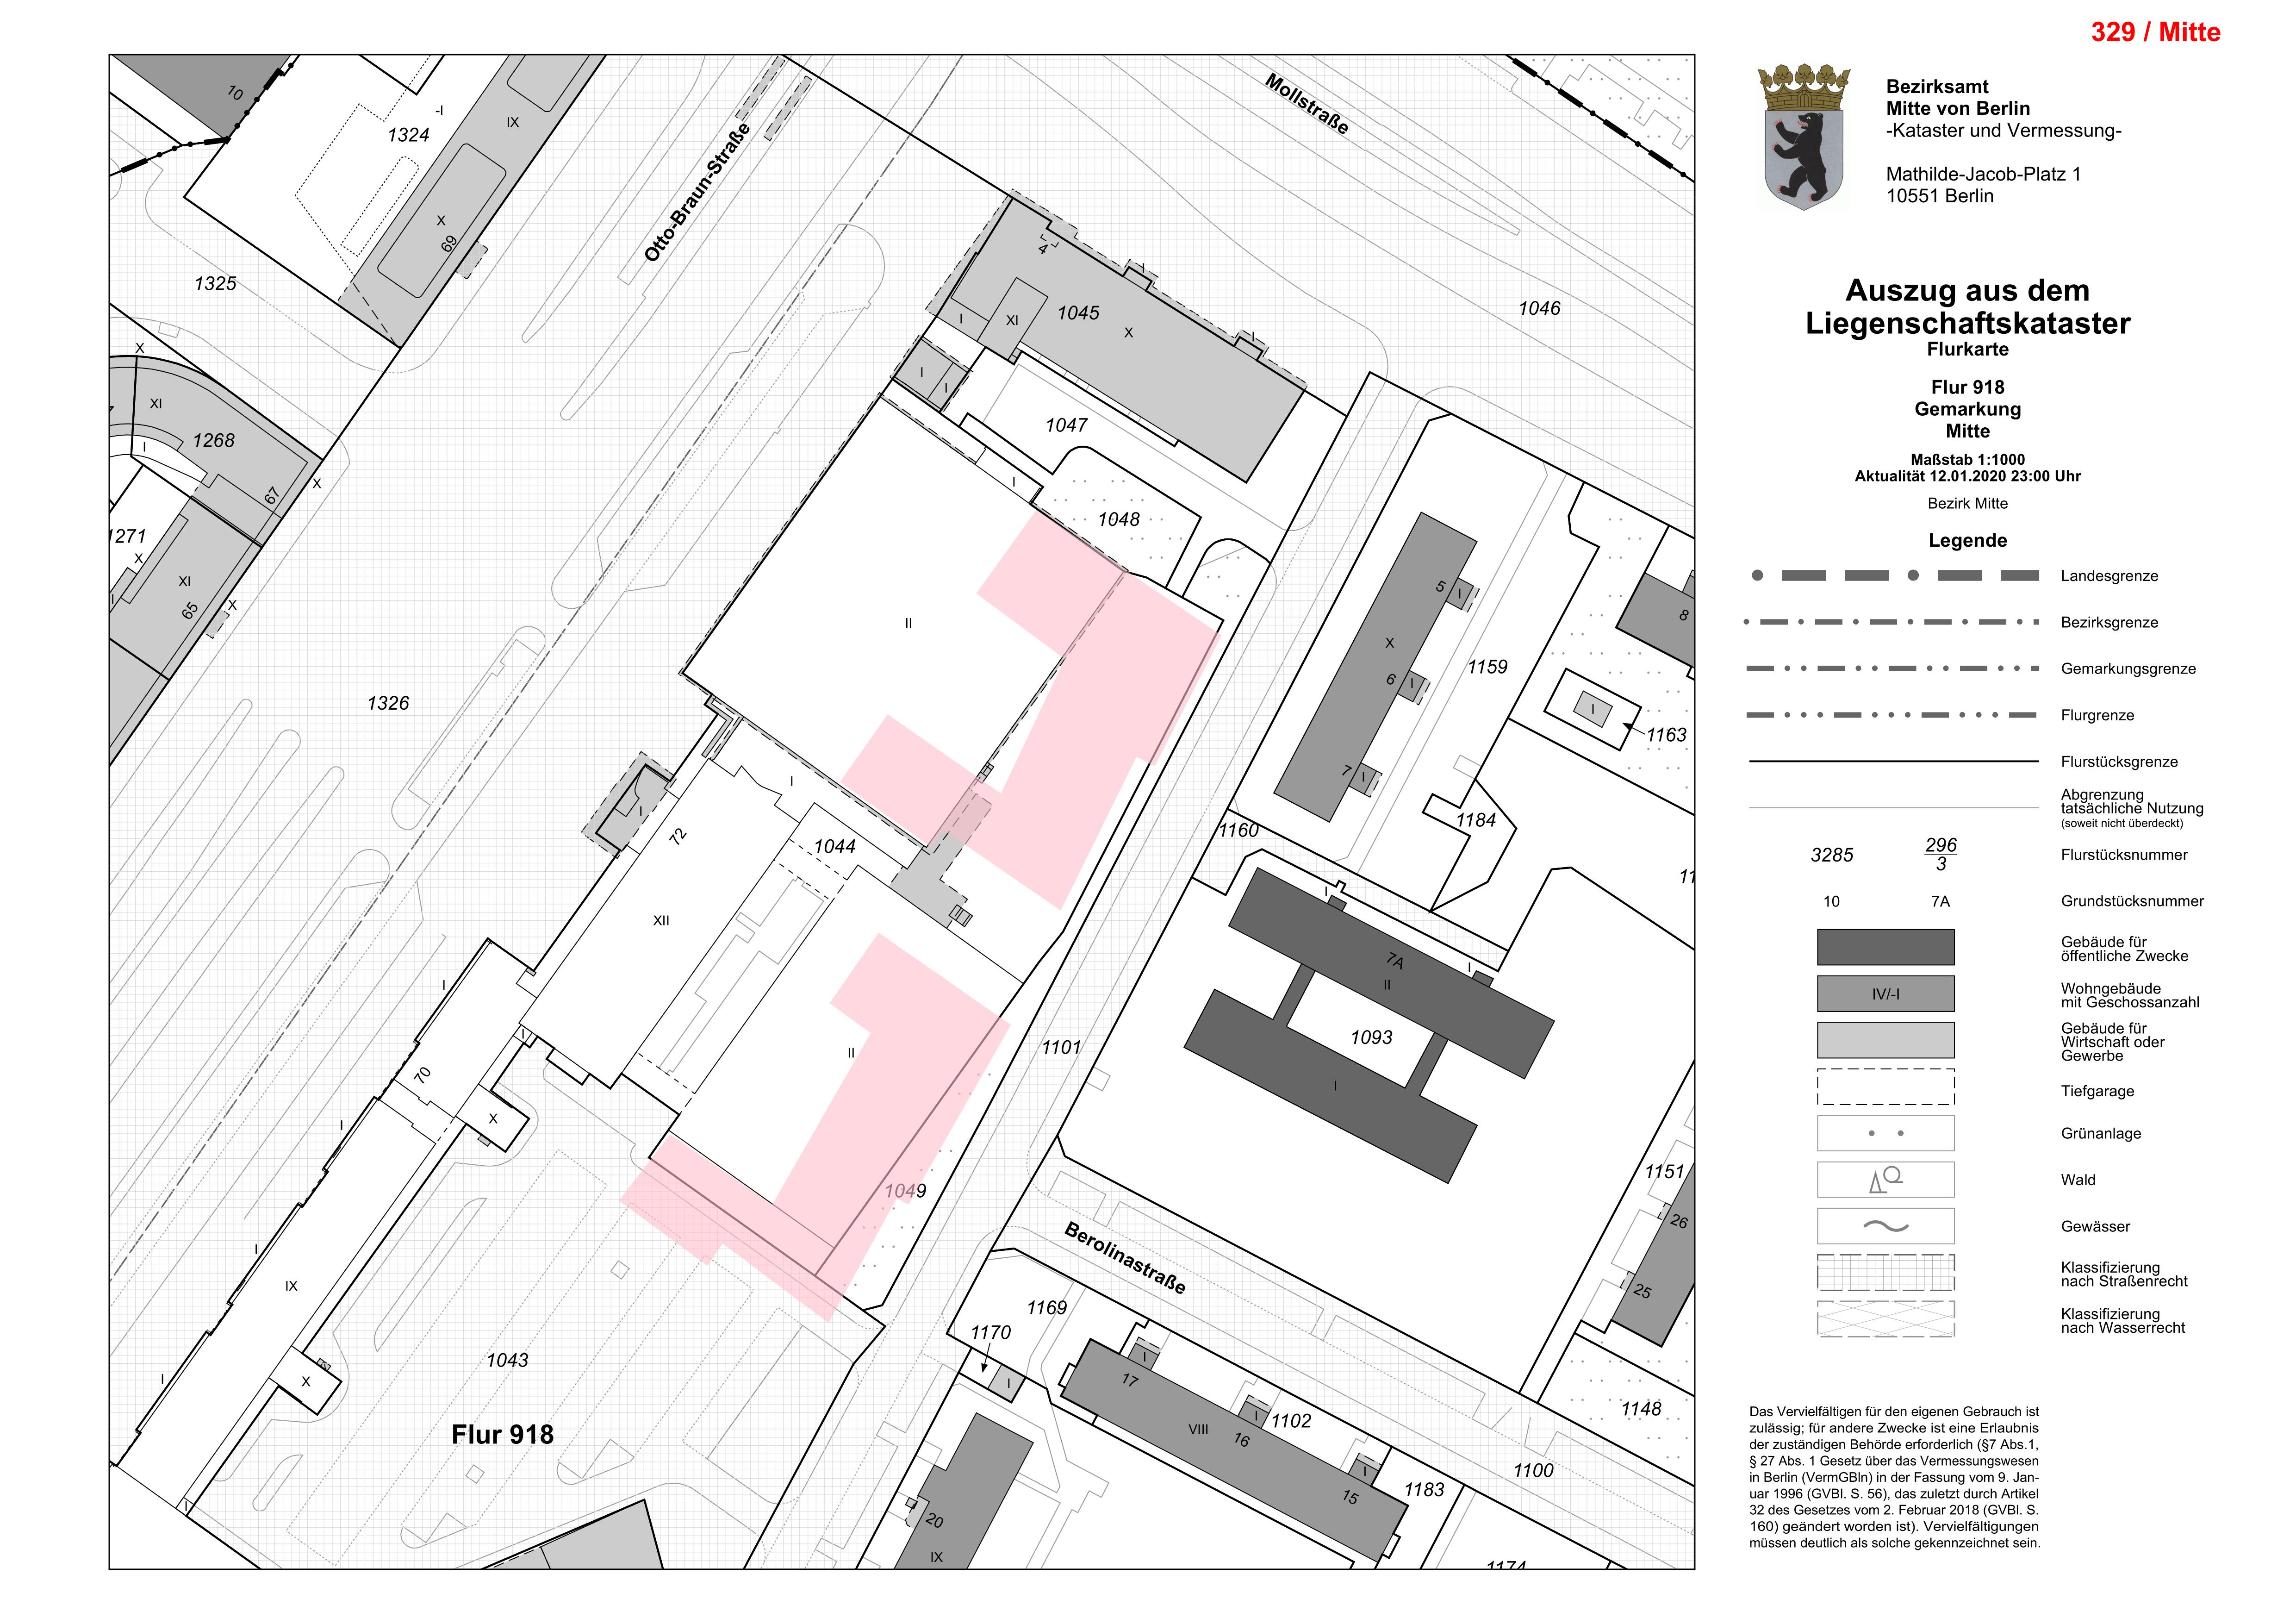 329 / Mitte
Bezirksamt
Mitte von Berlin
-Kataster und Vermessung-
Mathilde-Jacob-Platz 1
10551 Berlin
Auszug aus dem
Liegenschaftskataster
Flurkarte
Flur 918
Gemarkung
Mitte
Maßstab 1:1000
Aktualität 12.01.2020 23:00 Uhr
Bezirk Mitte
Legende
Landesgrenze
Bezirksgrenze
Gemarkungsgrenze
Flurgrenze
Flurstücksgrenze
Abgrenzung
tatsächliche Nutzung
(soweit nicht überdeckt)
3285 296/3 Flurstücksnummer
10 7A Grundstücksnummer
Gebäude für
öffentliche Zwecke
IV/-I Wohngebäude
mit Geschossanzahl
Gebäude für
Wirtschaft oder
Gewerbe
Tiefgarage
Grünanlage
Wald
Gewässer
Klassifizierung
nach Straßenrecht
Klassifizierung
nach Wasserrecht
Das Vervielfältigen für den eigenen Gebrauch ist
zulässig; für andere Zwecke ist eine Erlaubnis
der zuständigen Behörde erforderlich (§7 Abs.1,
§ 27 Abs. 1 Gesetz über das Vermessungswesen
in Berlin (VermGBln) in der Fassung vom 9. Jan-
uar 1996 (GVBl. S. 56), das zuletzt durch Artikel
32 des Gesetzes vom 2. Februar 2018 (GVBl. S.
160) geändert worden ist). Vervielfältigungen
müssen deutlich als solche gekennzeichnet sein.
10
-I
1324
IX
X
69
1325
Otto-Braun-Straße
Mollstraße
4
1045
XI
X
I
I
I
I
I
1046
X
XI
1268
I
67
X
1271
X
XI
65
X
1047
I
1048
II
1326
5
I
X
6
I
7
I
1159
8
I
1163
1184
1160
I
I
72
1044
XII
II
70
I
I
X
I
I
IX
I
X
I
1049
1101
I
7A
II
I
1093
I
1151
26
25
Berolinastraße
1169
1170
I
17
I
VIII
16
I
1102
15
I
1183
1100
1148
1174
20
IX
1043
Flur 918